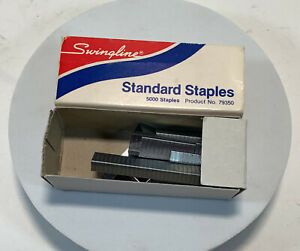 Swingline®
Standard Staples
5000 Staples Product No. 79350